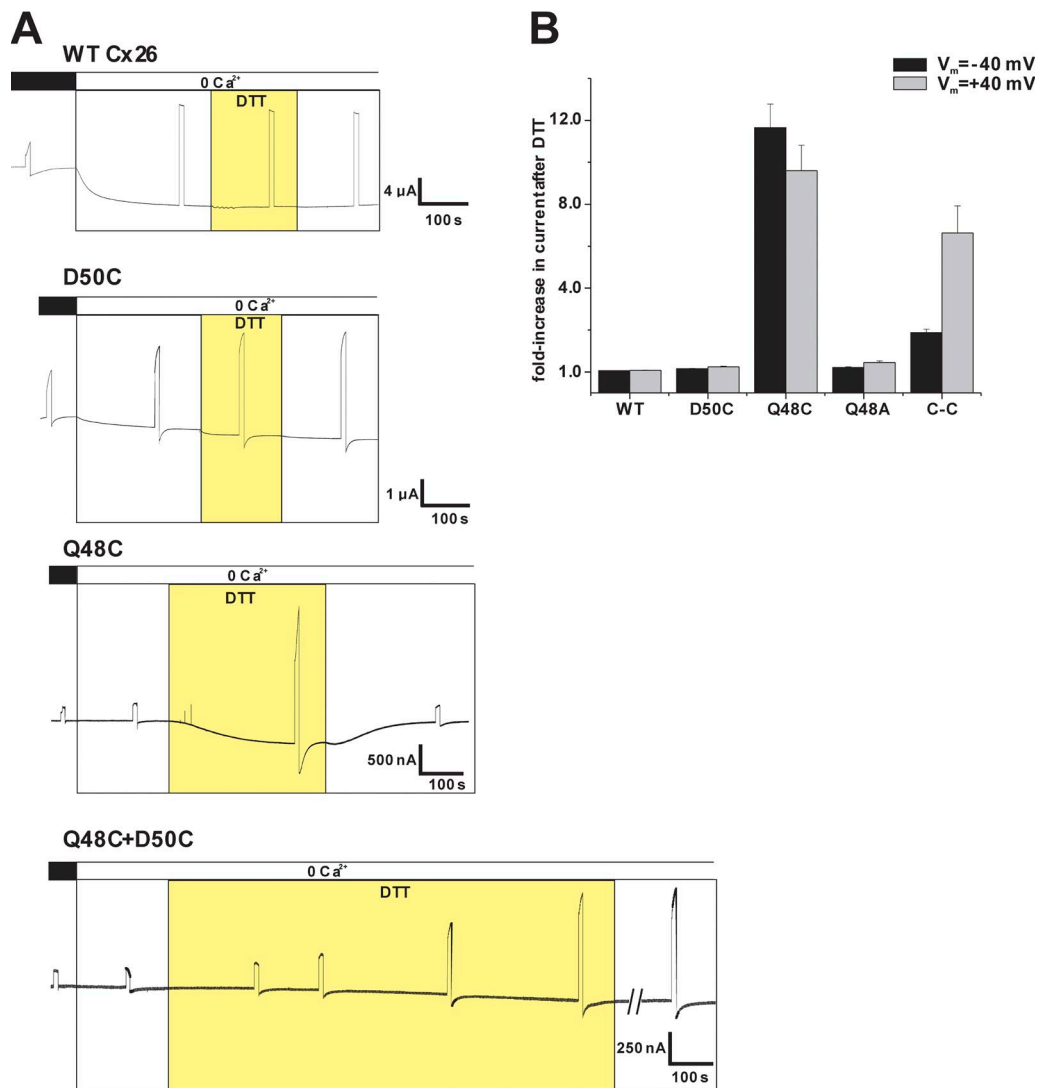 A
WT Cx26
0 Ca²⁺
DTT
4 µA
100 s
D50C
0 Ca²⁺
DTT
1 µA
100 s
Q48C
0 Ca²⁺
DTT
500 nA
100 s
Q48C+D50C
0 Ca²⁺
DTT
250 nA
100 s
B
Vₘ=-40 mV
Vₘ=+40 mV
fold-increase in current after DTT
12.0
8.0
4.0
1.0
WT D50C Q48C Q48A C-C